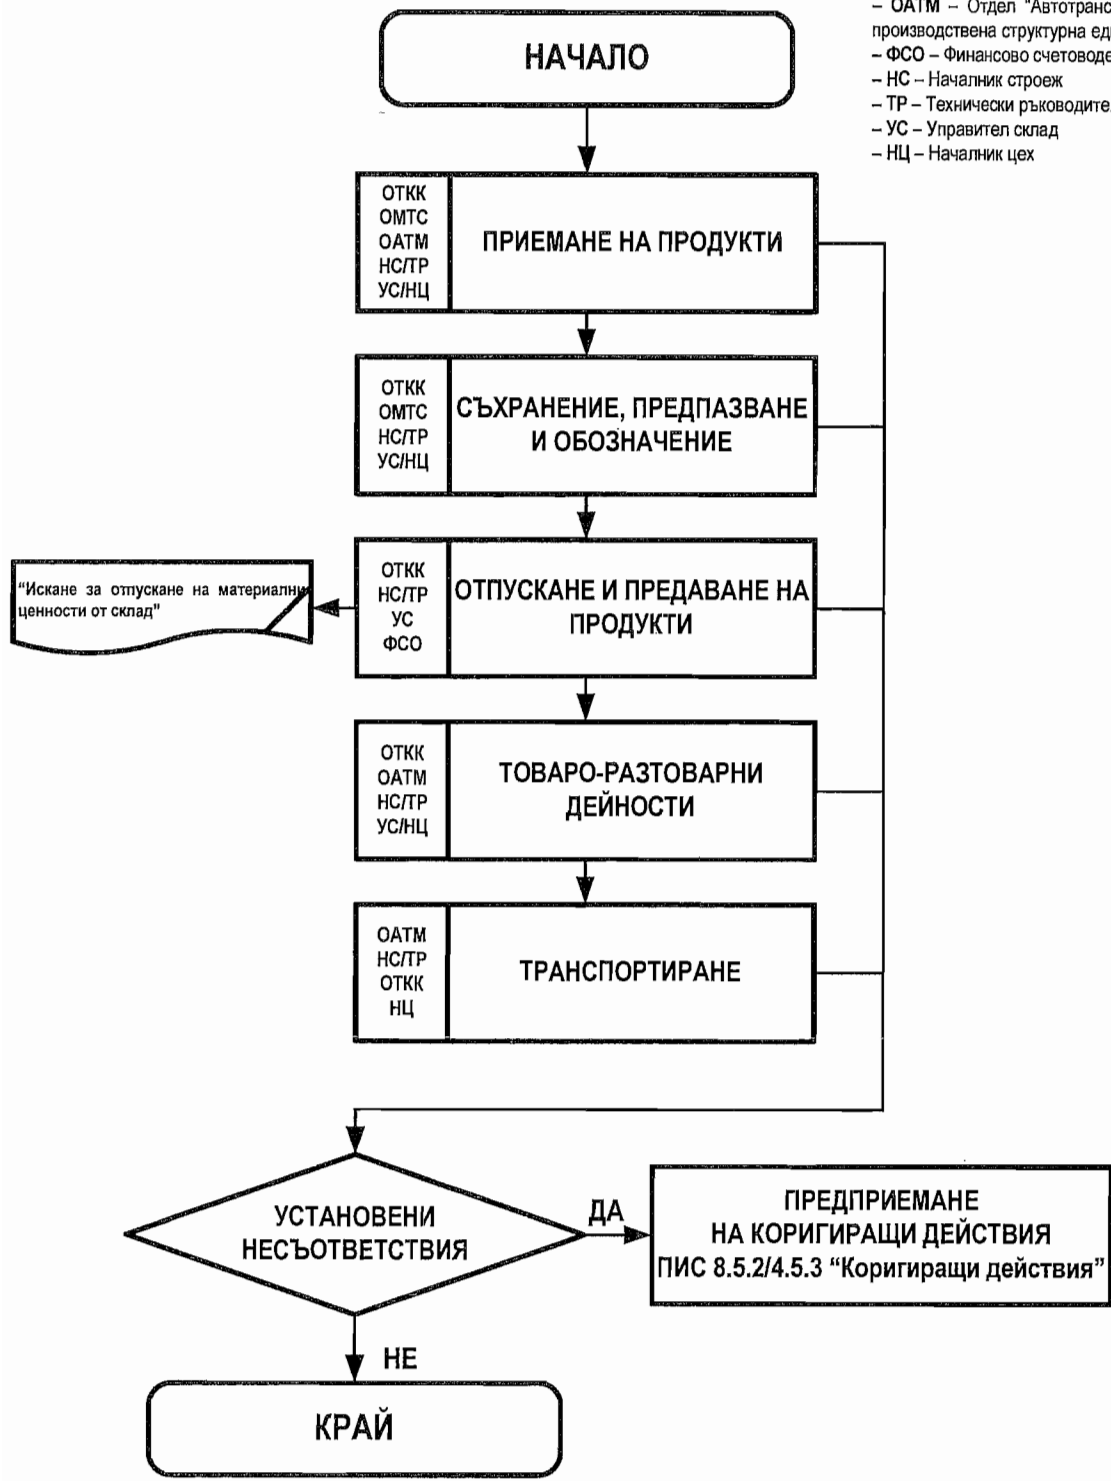 – ОАТМ – Отдел "Автотранс
производствена структурна ед
– ФСО – Финансово счетоводе
– НС – Началник строеж
– ТР – Технически ръководите
– УС – Управител склад
– НЦ – Началник цех
НАЧАЛО
ОТКК
ОМТС
ОАТМ
НС/ТР
УС/НЦ
ПРИЕМАНЕ НА ПРОДУКТИ
ОТКК
ОМТС
НС/ТР
УС/НЦ
СЪХРАНЕНИЕ, ПРЕДПАЗВАНЕ
И ОБОЗНАЧЕНИЕ
"Искане за отпускане на материални
ценности от склад"
ОТКК
НС/ТР
УС
ФСО
ОТПУСКАНЕ И ПРЕДАВАНЕ НА
ПРОДУКТИ
ОТКК
ОАТМ
НС/ТР
УС/НЦ
ТОВАРО-РАЗТОВАРНИ
ДЕЙНОСТИ
ОАТМ
НС/ТР
ОТКК
НЦ
ТРАНСПОРТИРАНЕ
УСТАНОВЕНИ
НЕСЪОТВЕТСТВИЯ
ДА
ПРЕДПРИЕМАНЕ
НА КОРИГИРАЩИ ДЕЙСТВИЯ
ПИС 8.5.2/4.5.3 “Коригиращи действия”
НЕ
КРАЙ